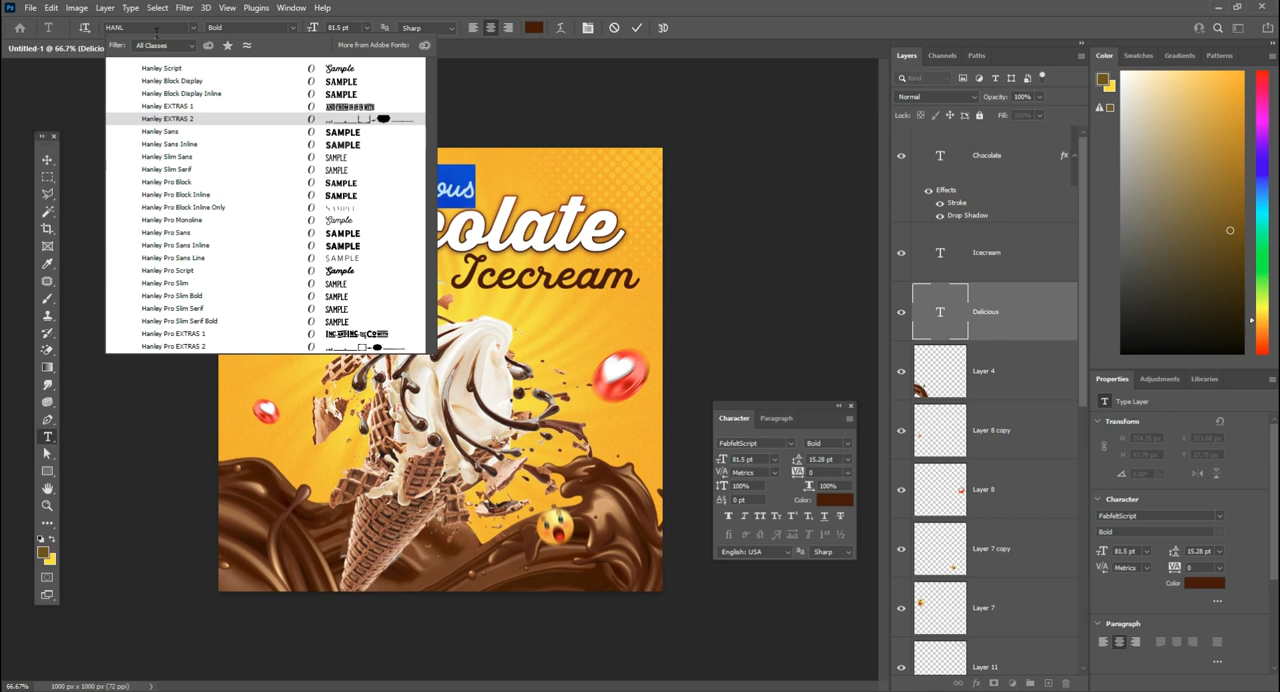 File Edit Image Layer Type Select Filter 3D View Plugins Window Help
HANL Bold 81.5 pt Sharp 3D
Untitled-1 @ 66.7% (Delicio
Filter: All Classes More from Adobe Fonts:
Hanley Script Sample
Hanley Block Display SAMPLE
Hanley Block Display Inline SAMPLE
Hanley EXTRAS 1
Hanley EXTRAS 2
Hanley Sans SAMPLE
Hanley Sans Inline SAMPLE
Hanley Slim Sans SAMPLE
Hanley Slim Serif SAMPLE
Hanley Pro Block SAMPLE
Hanley Pro Block Inline SAMPLE
Hanley Pro Block Inline Only SAMPLE
Hanley Pro Monoline Sample
Hanley Pro Sans SAMPLE
Hanley Pro Sans Inline SAMPLE
Hanley Pro Sans Line SAMPLE
Hanley Pro Script Sample
Hanley Pro Slim SAMPLE
Hanley Pro Slim Bold SAMPLE
Hanley Pro Slim Serif SAMPLE
Hanley Pro Slim Serif Bold SAMPLE
Hanley Pro EXTRAS 1
Hanley Pro EXTRAS 2
ous
colate
Icecream
Character Paragraph
FabfeltScript Bold
81.5 pt 15.28 pt
Metrics 0
100% 100%
0 pt Color:
English: USA Sharp
Layers Channels Paths
Kind
Normal Opacity: 100%
Lock: Fill: 100%
Chocolate fx
Effects
Stroke
Drop Shadow
Icecream
Delicious
Layer 4
Layer 8 copy
Layer 8
Layer 7 copy
Layer 7
Layer 11
Color Swatches Gradients Patterns
Properties Adjustments Libraries
Type Layer
Transform
Character
FabfeltScript
Bold
81.5 pt 15.28 pt
Metrics 0
Color
Paragraph
66.67% 1000 px x 1000 px (72 ppi)